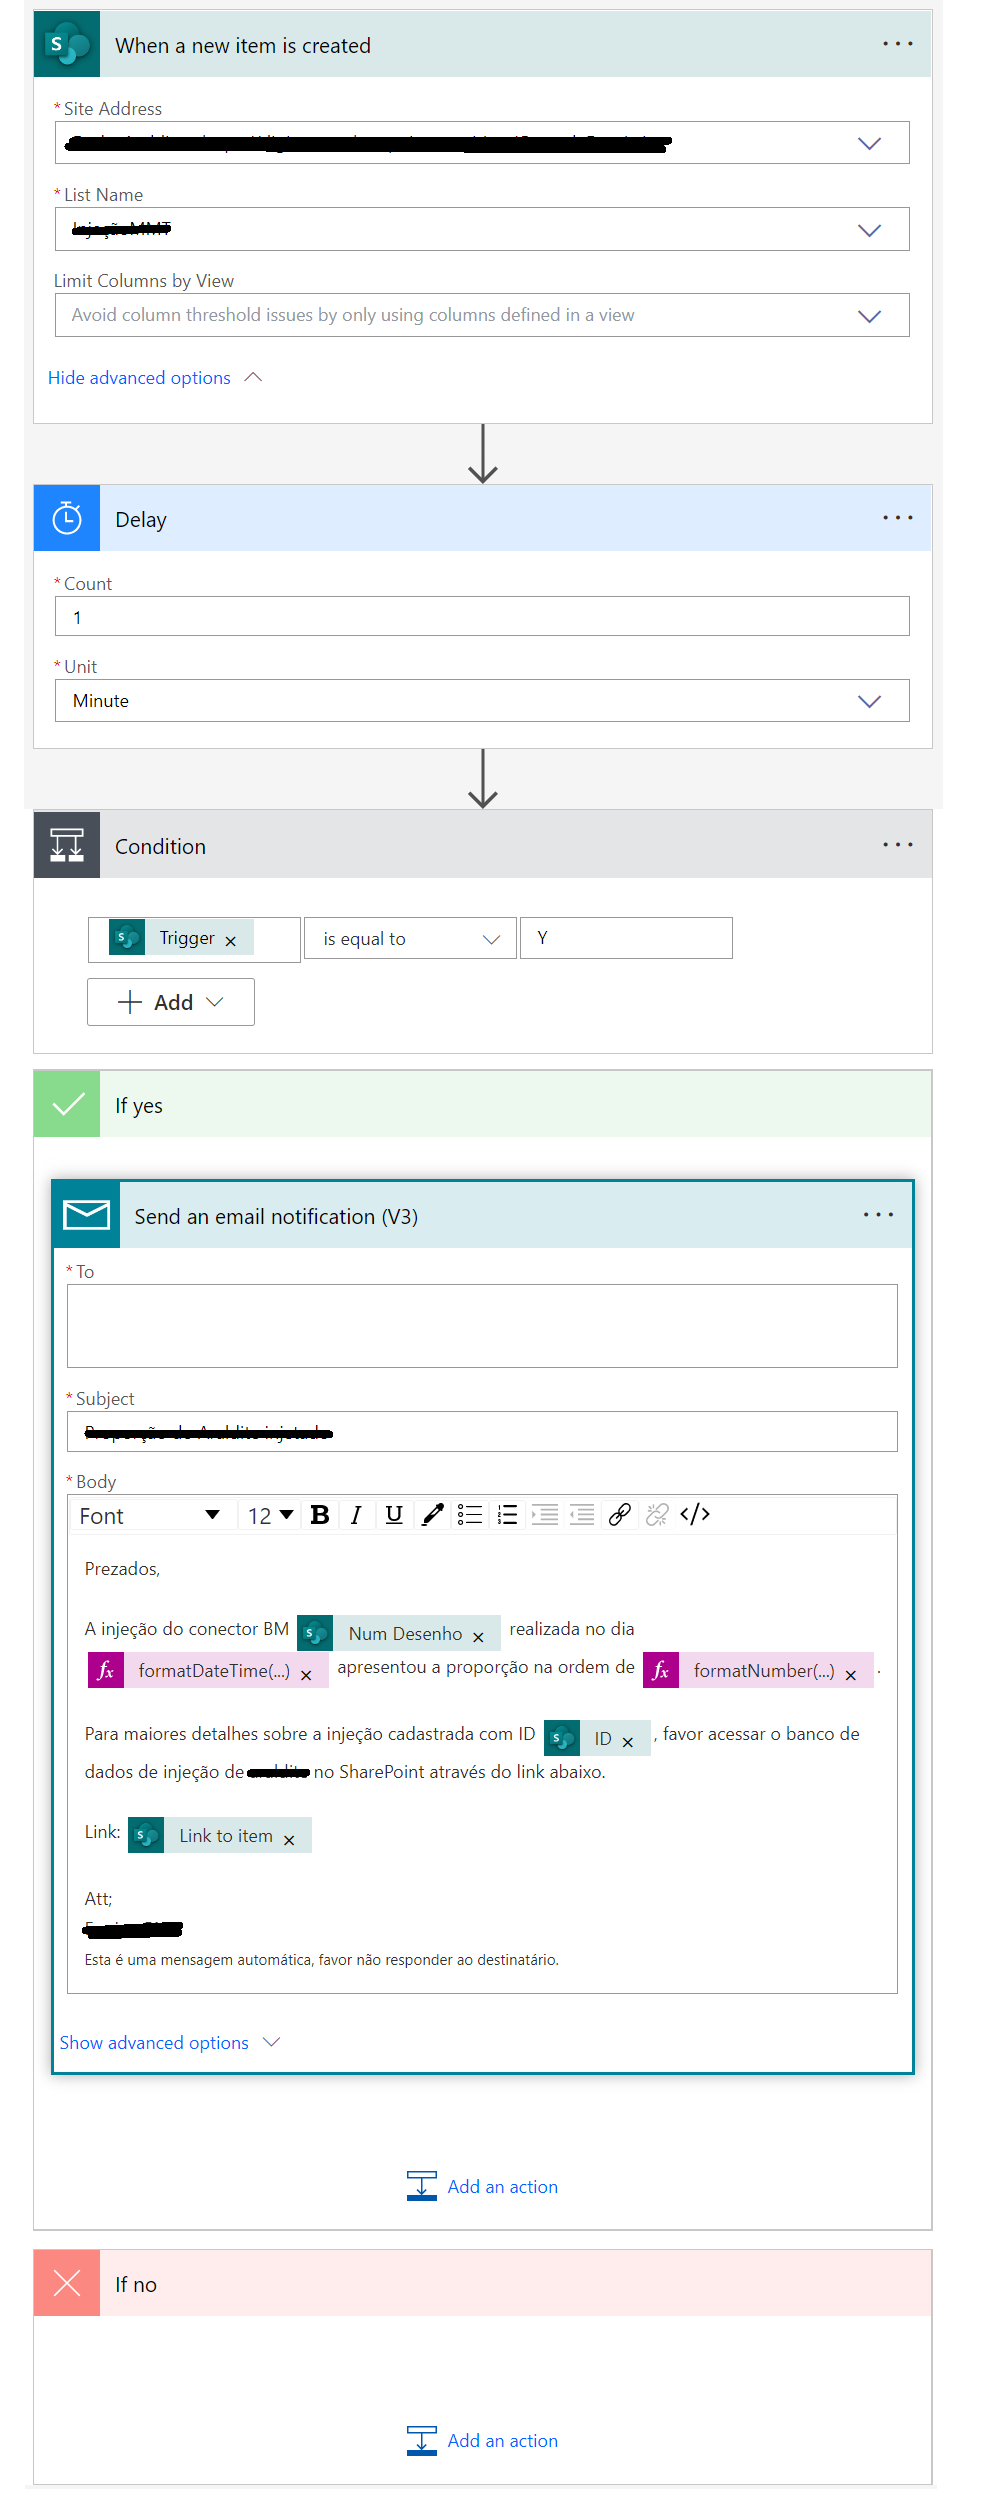 When a new item is created
* Site Address
* List Name
Limit Columns by View
Avoid column threshold issues by only using columns defined in a view
Hide advanced options
Delay
* Count
1
* Unit
Minute
Condition
Trigger × is equal to Y
+ Add
If yes
Send an email notification (V3)
* To
* Subject
* Body
Font 12 B I U </>
Prezados,
A injeção do conector BM Num Desenho × realizada no dia
fx formatDateTime(...) × apresentou a proporção na ordem de fx formatNumber(...) × .
Para maiores detalhes sobre a injeção cadastrada com ID ID × , favor acessar o banco de
dados de injeção de no SharePoint através do link abaixo.
Link: Link to item ×
Att;
Esta é uma mensagem automática, favor não responder ao destinatário.
Show advanced options
Add an action
If no
Add an action